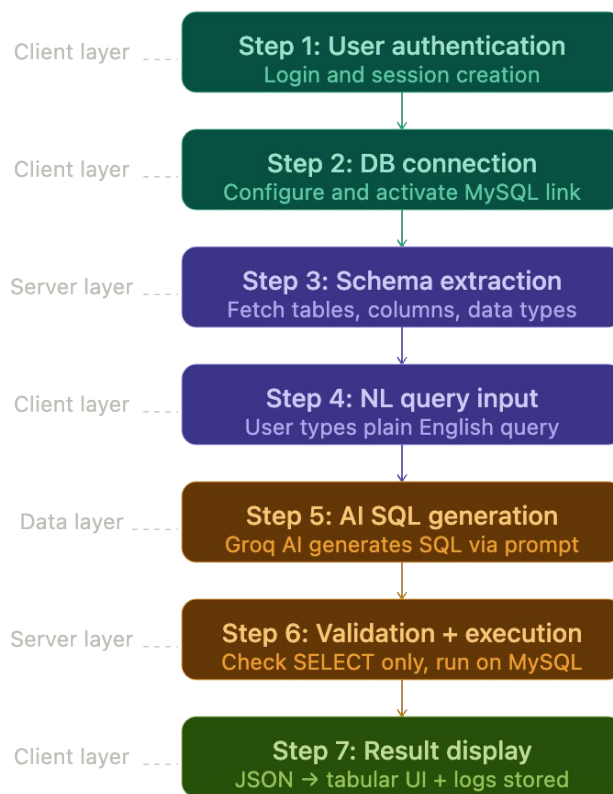 Client layer
Step 1: User authentication
Login and session creation
Client layer
Step 2: DB connection
Configure and activate MySQL link
Server layer
Step 3: Schema extraction
Fetch tables, columns, data types
Client layer
Step 4: NL query input
User types plain English query
Data layer
Step 5: AI SQL generation
Groq AI generates SQL via prompt
Server layer
Step 6: Validation + execution
Check SELECT only, run on MySQL
Client layer
Step 7: Result display
JSON → tabular UI + logs stored